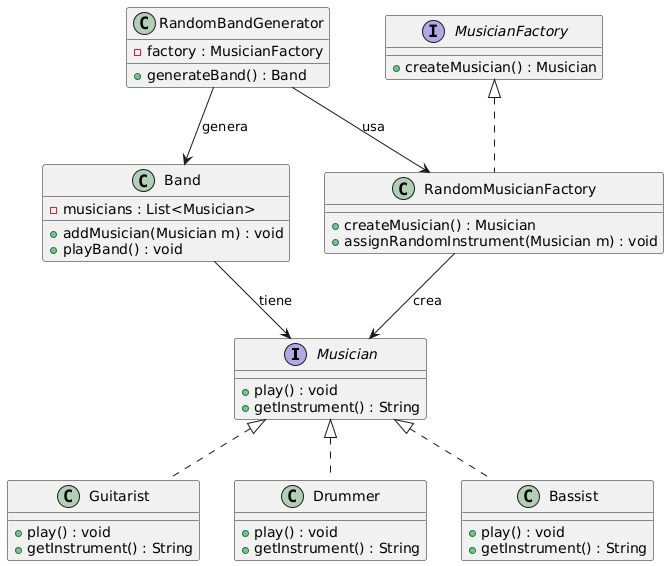 C RandomBandGenerator
factory : MusicianFactory
generateBand() : Band
I MusicianFactory
createMusician() : Musician
genera
usa
C Band
musicians : List<Musician>
addMusician(Musician m) : void
playBand() : void
C RandomMusicianFactory
createMusician() : Musician
assignRandomInstrument(Musician m) : void
tiene
crea
I Musician
play() : void
getInstrument() : String
C Guitarist
play() : void
getInstrument() : String
C Drummer
play() : void
getInstrument() : String
C Bassist
play() : void
getInstrument() : String